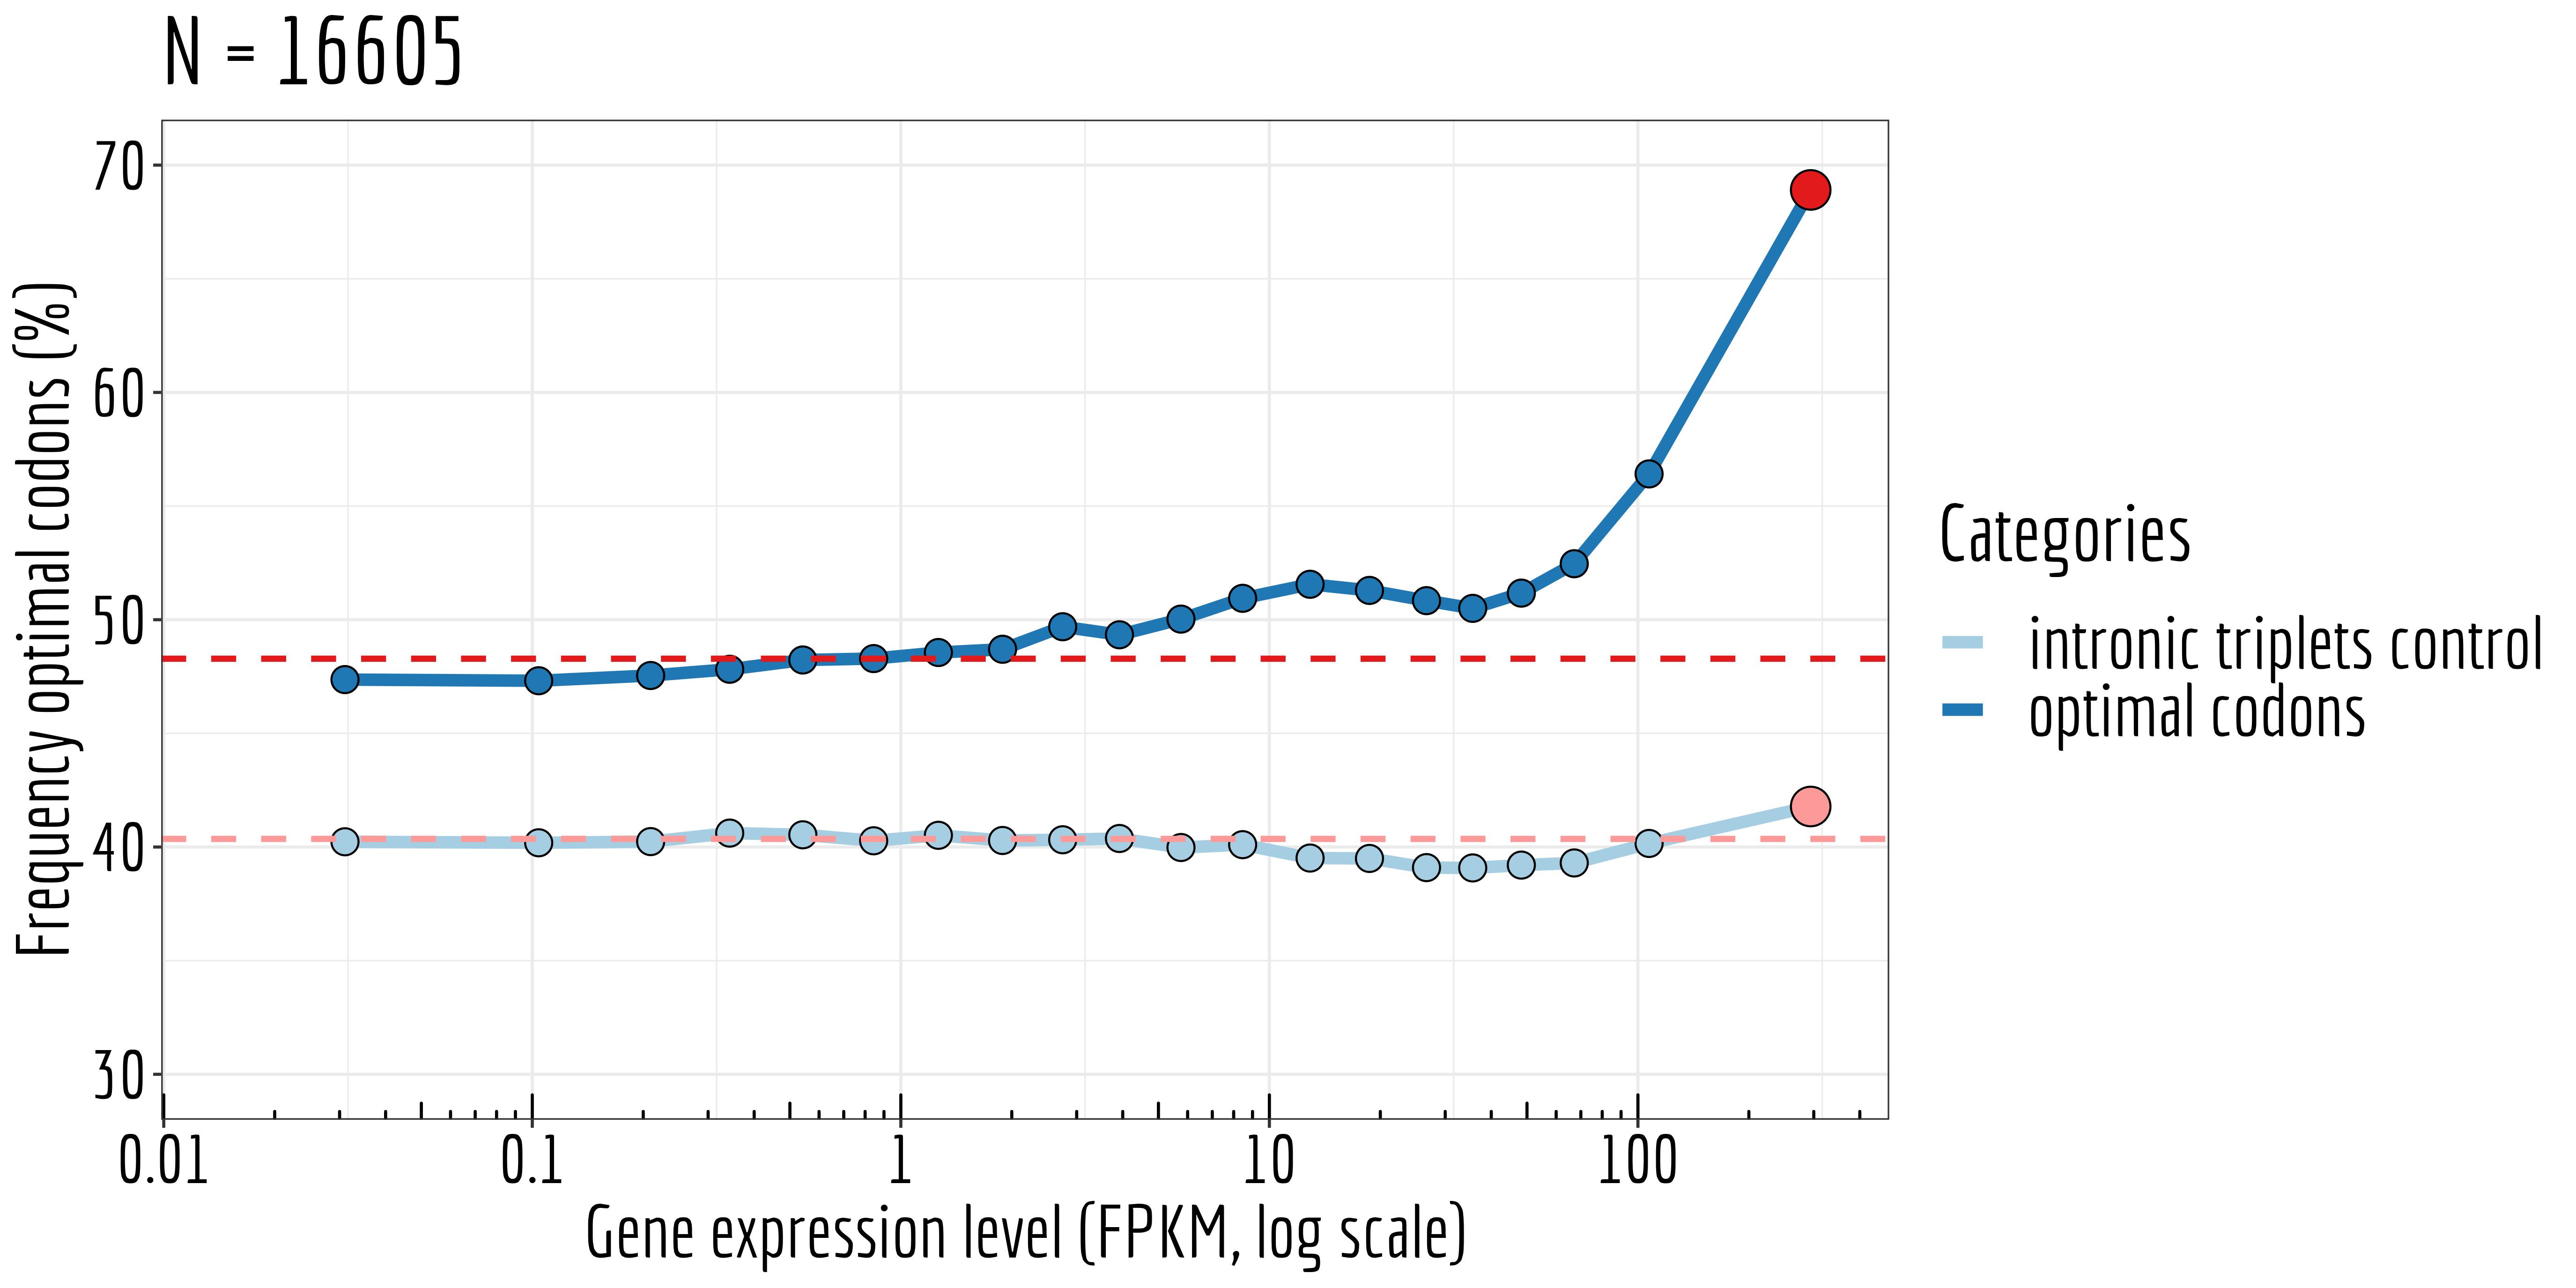 N = 16605
70
60
50
40
30
Frequency optimal codons (%)
0.01 0.1 1 10 100
Gene expression level (FPKM, log scale)
Categories
intronic triplets control
optimal codons